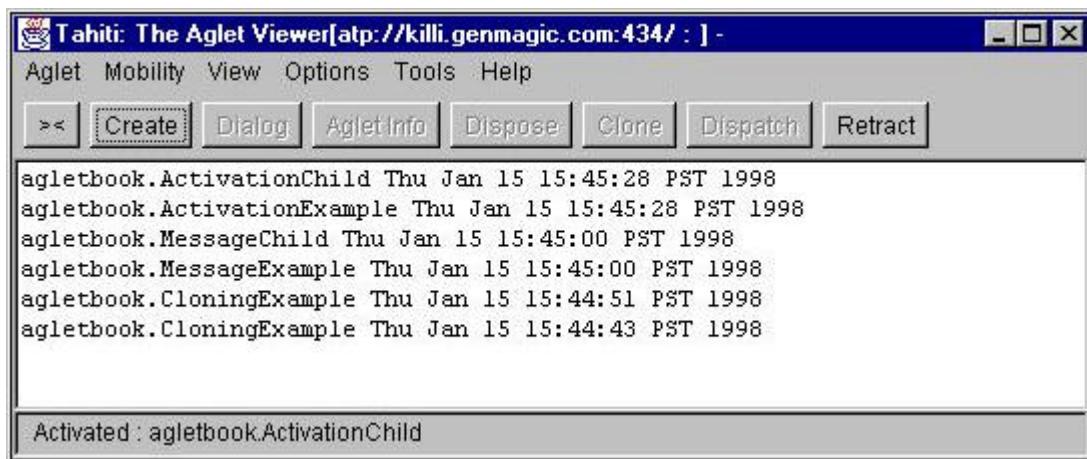 Tahiti: The Aglet Viewer[atp://killi.genmagic.com:434/ : ] -
Aglet Mobility View Options Tools Help
>< Create Dialog Aglet Info Dispose Clone Dispatch Retract
agletbook.ActivationChild Thu Jan 15 15:45:28 PST 1998
agletbook.ActivationExample Thu Jan 15 15:45:28 PST 1998
agletbook.MessageChild Thu Jan 15 15:45:00 PST 1998
agletbook.MessageExample Thu Jan 15 15:45:00 PST 1998
agletbook.CloningExample Thu Jan 15 15:44:51 PST 1998
agletbook.CloningExample Thu Jan 15 15:44:43 PST 1998
Activated : agletbook.ActivationChild